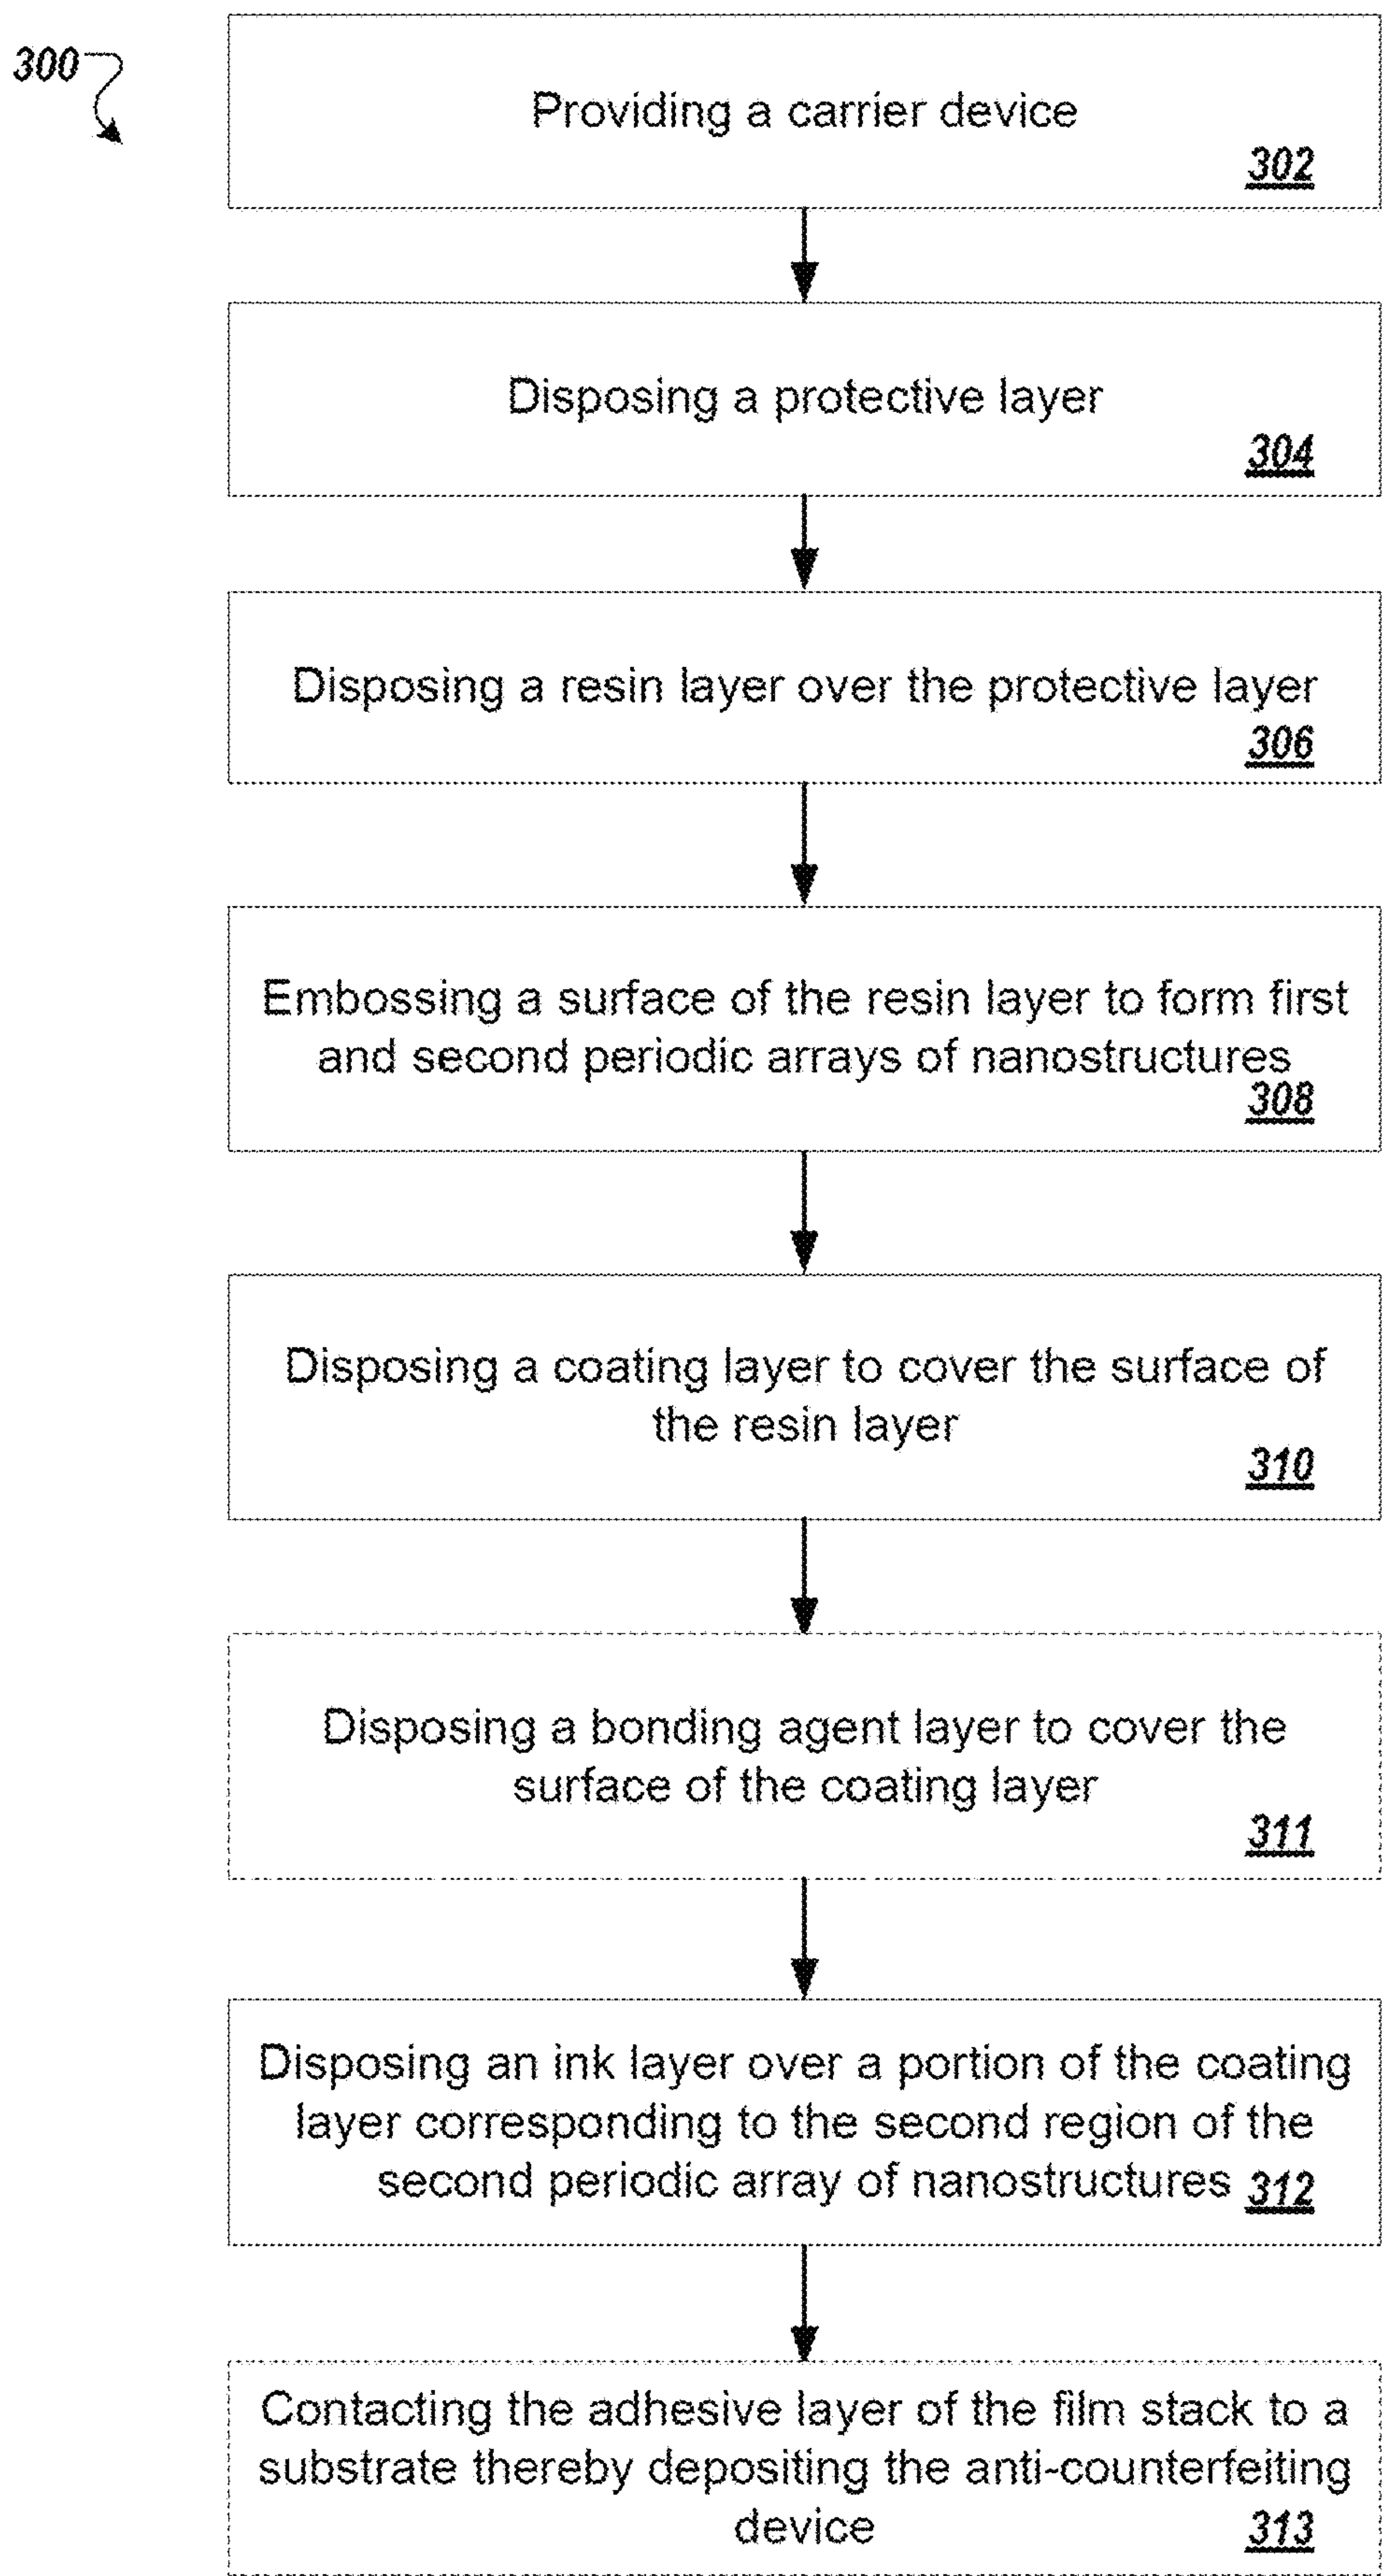 300
Providing a carrier device
302
Disposing a protective layer
304
Disposing a resin layer over the protective layer
306
Embossing a surface of the resin layer to form first
and second periodic arrays of nanostructures
308
Disposing a coating layer to cover the surface of
the resin layer
310
Disposing a bonding agent layer to cover the
surface of the coating layer
311
Disposing an ink layer over a portion of the coating
layer corresponding to the second region of the
second periodic array of nanostructures 312
Contacting the adhesive layer of the film stack to a
substrate thereby depositing the anti-counterfeiting
device 313